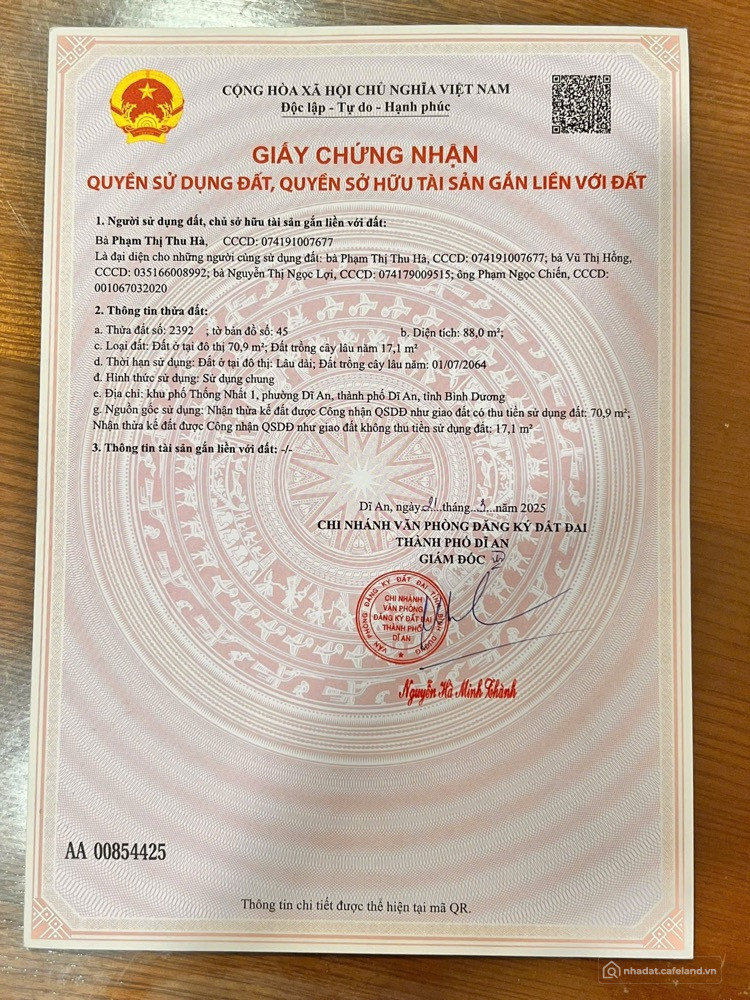 CỘNG HÒA XÃ HỘI CHỦ NGHĨA VIỆT NAM
Độc lập - Tự do - Hạnh phúc
GIẤY CHỨNG NHẬN
QUYỀN SỬ DỤNG ĐẤT, QUYỀN SỞ HỮU TÀI SẢN GẮN LIỀN VỚI ĐẤT
1. Người sử dụng đất, chủ sở hữu tài sản gắn liền với đất:
Bà Phạm Thị Thu Hà, CCCD: 074191007677
Là đại diện cho những người cùng sử dụng đất: bà Phạm Thị Thu Hà, CCCD: 074191007677; bà Vũ Thị Hồng,
CCCD: 035166008992; bà Nguyễn Thị Ngọc Lợi, CCCD: 074179009515; ông Phạm Ngọc Chiến, CCCD:
001067032020
2. Thông tin thửa đất:
a. Thửa đất số: 2392 ; tờ bản đồ số: 45 b. Diện tích: 88,0 m²;
c. Loại đất: Đất ở tại đô thị 70,9 m²; Đất trồng cây lâu năm 17,1 m²
d. Thời hạn sử dụng: Đất ở tại đô thị: Lâu dài; Đất trồng cây lâu năm: 01/07/2064
đ. Hình thức sử dụng: Sử dụng chung
e. Địa chỉ: khu phố Thống Nhất 1, phường Dĩ An, thành phố Dĩ An, tỉnh Bình Dương
g. Nguồn gốc sử dụng: Nhận thừa kế đất được Công nhận QSDĐ như giao đất có thu tiền sử dụng đất: 70,9 m²;
Nhận thừa kế đất được Công nhận QSDĐ như giao đất không thu tiền sử dụng đất: 17,1 m²
3. Thông tin tài sản gắn liền với đất: -/-
Dĩ An, ngày 21 tháng 3 năm 2025
CHI NHÁNH VĂN PHÒNG ĐĂNG KÝ ĐẤT ĐAI
THÀNH PHỐ DĨ AN
GIÁM ĐỐC
VĂN PHÒNG ĐĂNG KÝ ĐẤT ĐAI TỈNH BÌNH DƯƠNG
CHI NHÁNH
VĂN PHÒNG
ĐĂNG KÝ ĐẤT ĐAI
THÀNH PHỐ
DĨ AN
Nguyễn Hà Minh Thành
AA 00854425
Thông tin chi tiết được thể hiện tại mã QR.
nhadat.cafeland.vn